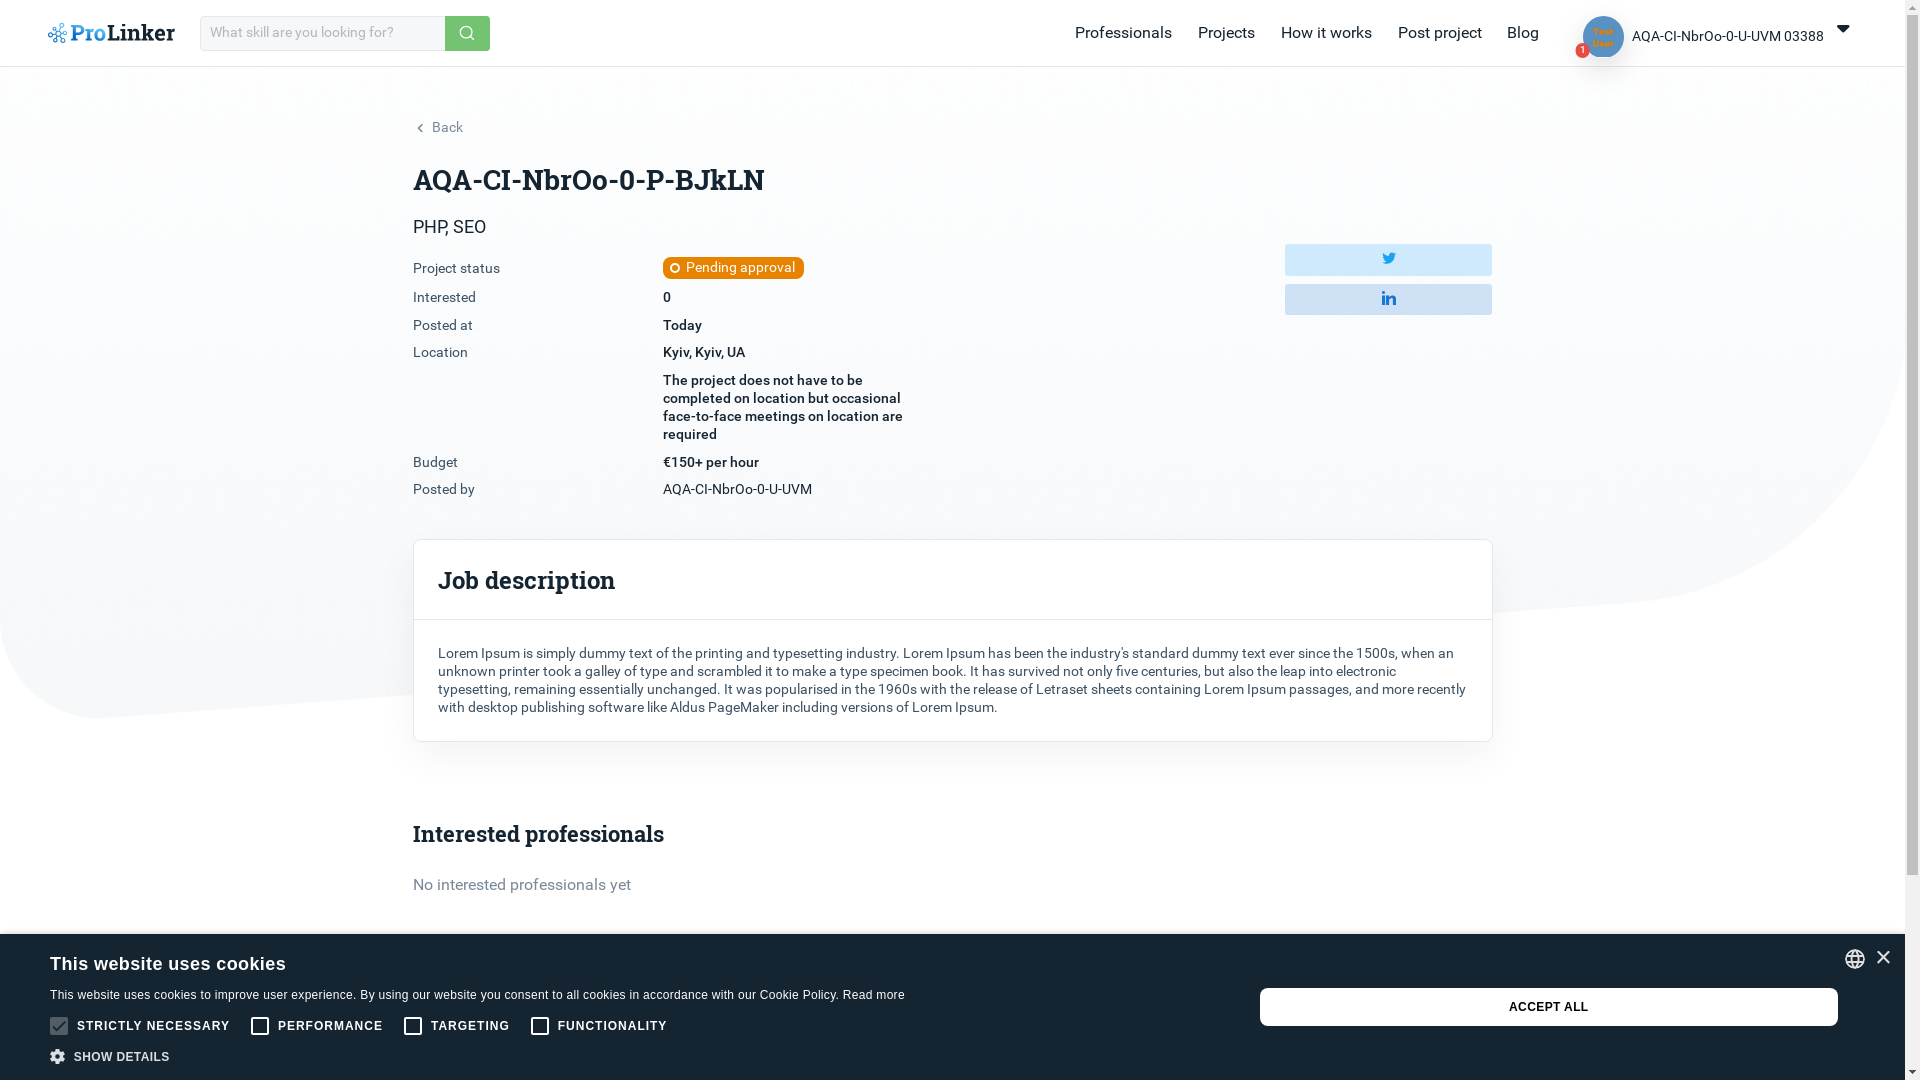 ProLinker
What skill are you looking for?
Professionals
Projects
How it works
Post project
Blog
Test
User
1
AQA-CI-NbrOo-0-U-UVM 03388
Back
AQA-CI-NbrOo-0-P-BJkLN
PHP, SEO
Project status
Pending approval
Interested
0
Posted at
Today
Location
Kyiv, Kyiv, UA
The project does not have to be
completed on location but occasional
face-to-face meetings on location are
required
Budget
€150+ per hour
Posted by
AQA-CI-NbrOo-0-U-UVM
in
Job description
Lorem Ipsum is simply dummy text of the printing and typesetting industry. Lorem Ipsum has been the industry's standard dummy text ever since the 1500s, when an
unknown printer took a galley of type and scrambled it to make a type specimen book. It has survived not only five centuries, but also the leap into electronic
typesetting, remaining essentially unchanged. It was popularised in the 1960s with the release of Letraset sheets containing Lorem Ipsum passages, and more recently
with desktop publishing software like Aldus PageMaker including versions of Lorem Ipsum.
Interested professionals
No interested professionals yet
This website uses cookies
This website uses cookies to improve user experience. By using our website you consent to all cookies in accordance with our Cookie Policy. Read more
STRICTLY NECESSARY
PERFORMANCE
TARGETING
FUNCTIONALITY
SHOW DETAILS
ACCEPT ALL